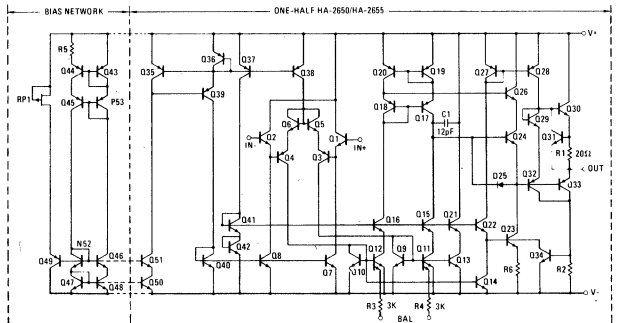 BIAS NETWORK
ONE-HALF HA-2650/HA-2655
V+
R5
Q44
Q43
Q35
Q36
Q37
Q38
Q20
Q19
Q27
Q28
Q26
Q39
RP1
Q45
P53
Q6
Q5
Q18
Q17
C1
12pF
Q29
Q30
Q2
Q1
IN-
IN+
Q4
Q3
Q24
Q31
R1
20Ω
OUT
D25
Q32
Q33
Q41
Q16
Q15
Q21
Q22
Q42
Q23
Q49
N52
Q46
Q51
Q40
Q8
Q7
Q10
Q12
Q9
Q11
Q13
Q34
Q47
Q48
Q50
Q14
R6
R2
V-
R3
3K
R4
3K
BAL